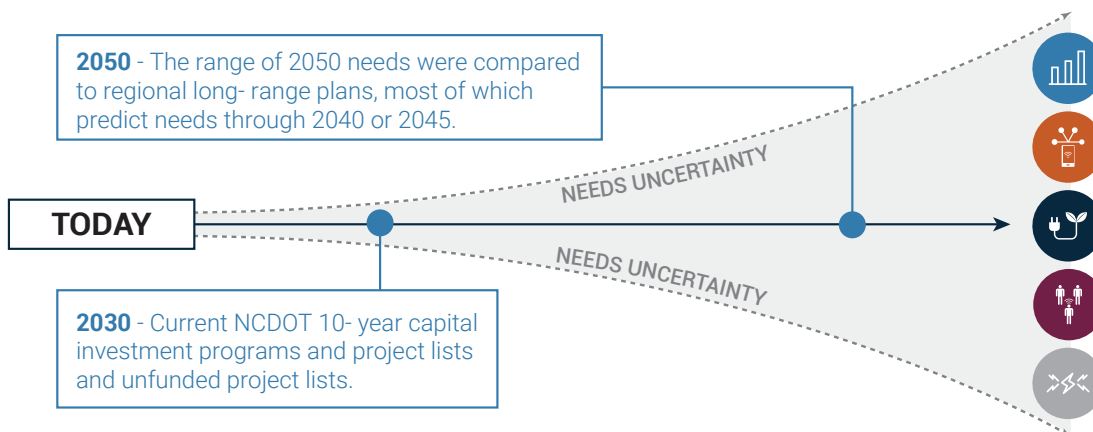 2050 - The range of 2050 needs were compared
to regional long- range plans, most of which
predict needs through 2040 or 2045.
NEEDS UNCERTAINTY
TODAY
NEEDS UNCERTAINTY
2030 - Current NCDOT 10- year capital
investment programs and project lists
and unfunded project lists.